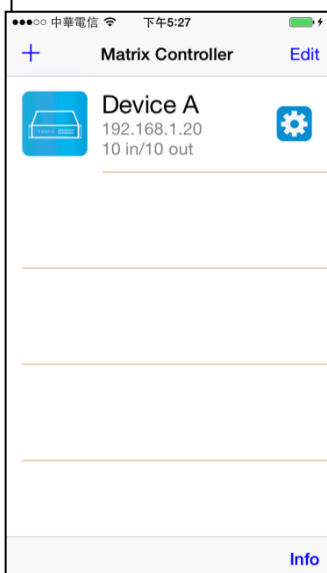 中華電信 下午5:27
+ Matrix Controller Edit
Device A
192.168.1.20
10 in/10 out
Info